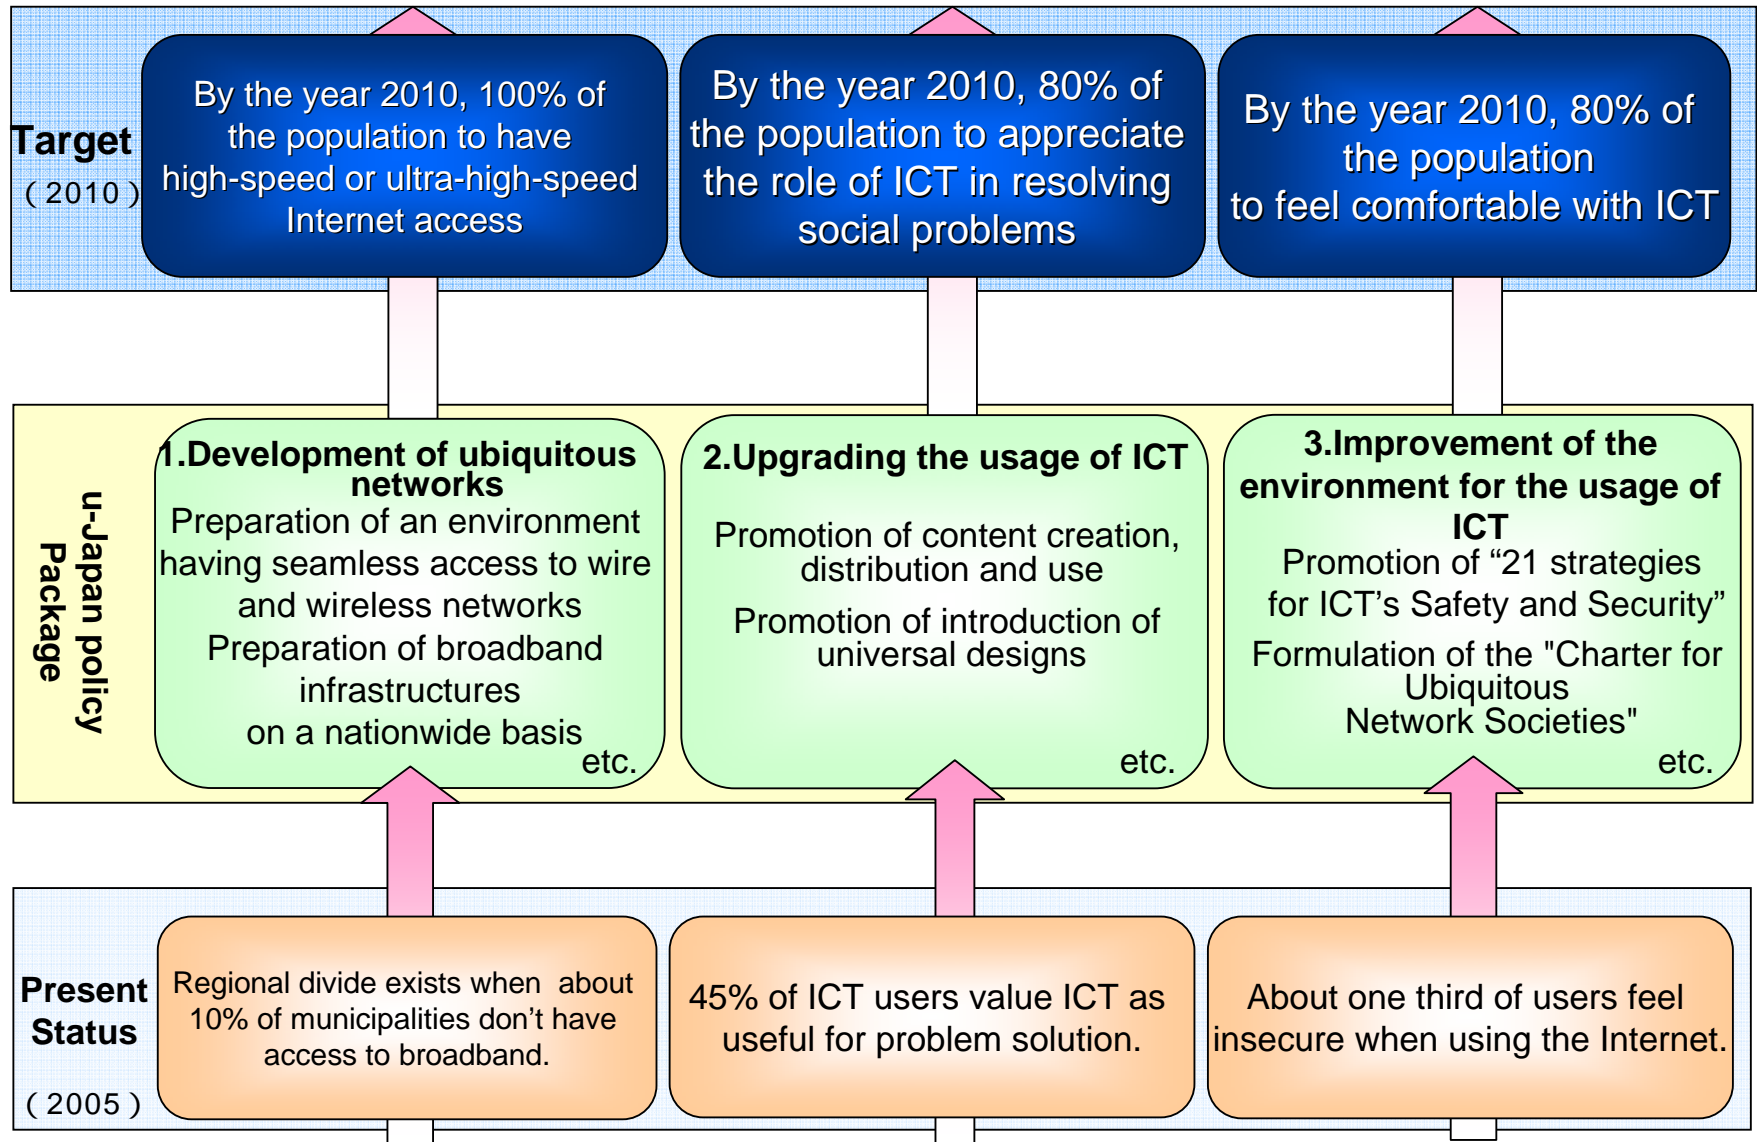 Target
(2010)
By the year 2010, 100% of
the population to have
high-speed or ultra-high-speed
Internet access
By the year 2010, 80% of
the population to appreciate
the role of ICT in resolving
social problems
By the year 2010, 80% of
the population
to feel comfortable with ICT
u-Japan policy
Package
1.Development of ubiquitous
networks
Preparation of an environment
having seamless access to wire
and wireless networks
Preparation of broadband
infrastructures
on a nationwide basis
etc.
2.Upgrading the usage of ICT
Promotion of content creation,
distribution and use
Promotion of introduction of
universal designs
etc.
3.Improvement of the
environment for the usage of
ICT
Promotion of “21 strategies
for ICT’s Safety and Security”
Formulation of the "Charter for
Ubiquitous
Network Societies"
etc.
Present
Status
(2005)
Regional divide exists when about
10% of municipalities don’t have
access to broadband.
45% of ICT users value ICT as
useful for problem solution.
About one third of users feel
insecure when using the Internet.